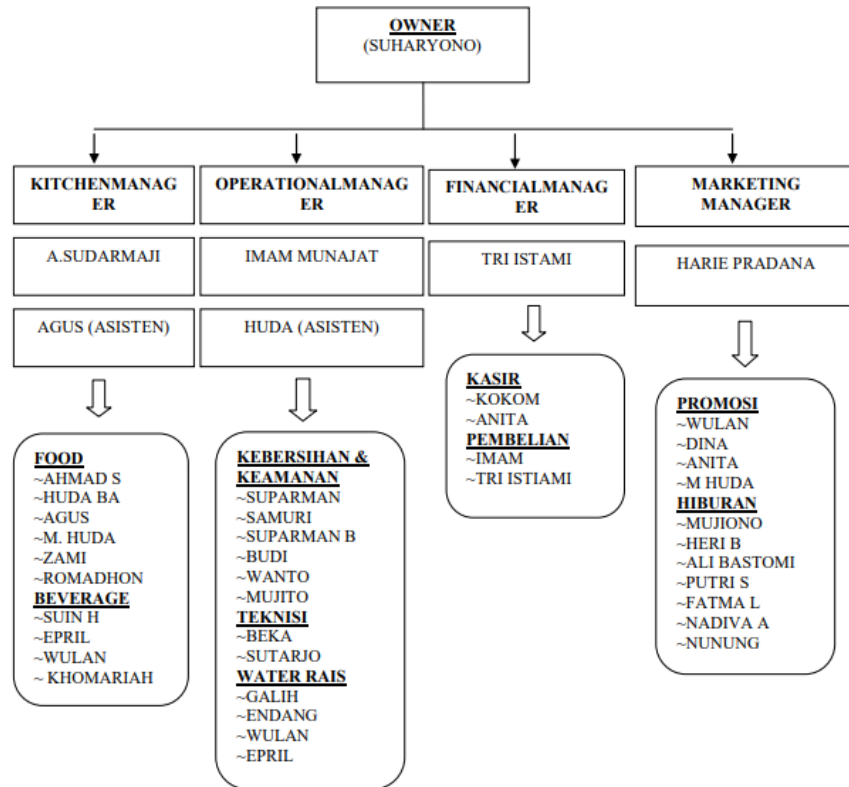 OWNER
(SUHARYONO)
KITCHENMANAG
ER
A.SUDARMAJI
AGUS (ASISTEN)
FOOD
~AHMAD S
~HUDA BA
~AGUS
~M. HUDA
~ZAMI
~ROMADHON
BEVERAGE
~SUIN H
~EPRIL
~WULAN
~ KHOMARIAH
OPERATIONALMANAG
ER
IMAM MUNAJAT
HUDA (ASISTEN)
KEBERSIHAN &
KEAMANAN
~SUPARMAN
~SAMURI
~SUPARMAN B
~BUDI
~WANTO
~MUJITO
TEKNISI
~BEKA
~SUTARJO
WATER RAIS
~GALIH
~ENDANG
~WULAN
~EPRIL
FINANCIALMANAG
ER
TRI ISTAMI
KASIR
~KOKOM
~ANITA
PEMBELIAN
~IMAM
~TRI ISTIAMI
MARKETING
MANAGER
HARIE PRADANA
PROMOSI
~WULAN
~DINA
~ANITA
~M HUDA
HIBURAN
~MUJIONO
~HERI B
~ALI BASTOMI
~PUTRI S
~FATMA L
~NADIVA A
~NUNUNG